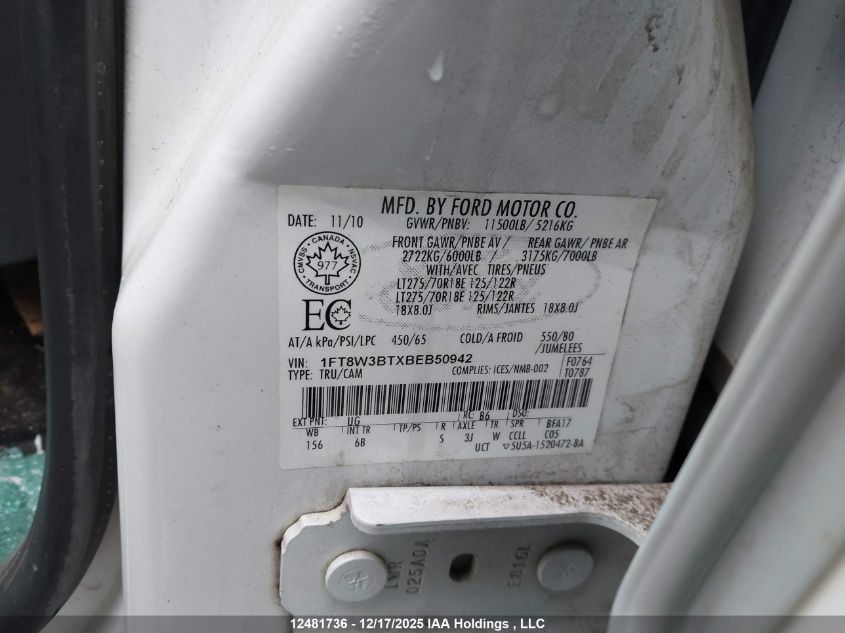 MFD. BY FORD MOTOR CO.
DATE: 11/10 GVWR/PNBV: 11500LB/ 5216KG
FRONT GAWR/PNBE AV / REAR GAWR/ PNBE AR
2722KG/6000LB / 3175KG/7000LB
WITH/AVEC TIRES/PNEUS
LT275/70R18E 125/122R
LT275/70R18E 125/122R
18X8.0J RIMS/JANTES 18X8.0J
CMVSS · CANADA · NSVAC
977
TRANSPORT
EC
AT/A kPa/PSI/LPC 450/65 COLD/A FROID 550/80
/JUMELEES
VIN: 1FT8W3BTXBEB50942 F0764
TYPE: TRU/CAM COMPLIES: ICES/NMB-002 T0787
EXT PNT: UG RC: B6 DSO:
WB INT TR TP/PS R AXLE TR SPR BFA17
156 6B S 3J W CCLL C05
UCT ▽5U5A-1520472-BA
LWR
025A0A
E816L
12481736 - 12/17/2025 IAA Holdings , LLC